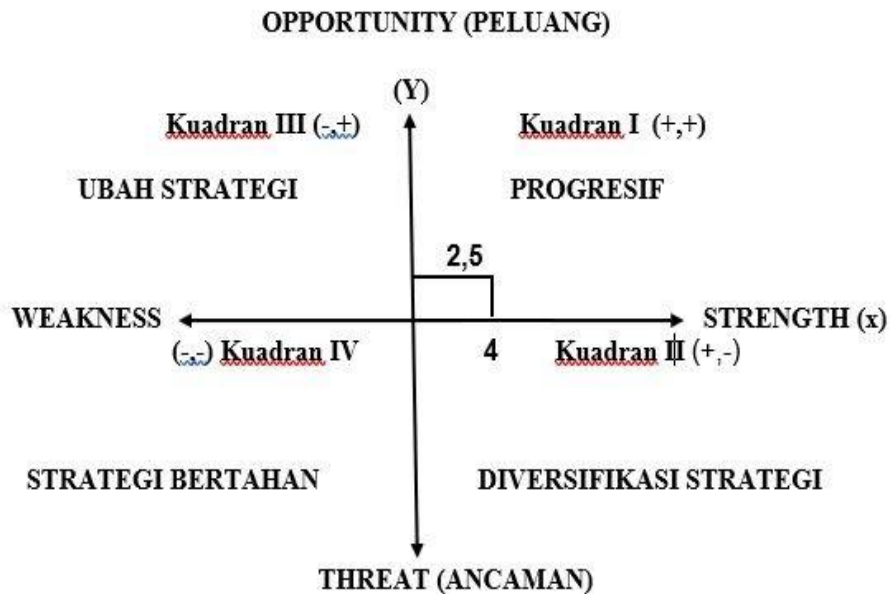 OPPORTUNITY (PELUANG)
(Y)
Kuadran III (-,+)
Kuadran I (+,+)
UBAH STRATEGI
PROGRESIF
2,5
WEAKNESS
STRENGTH (x)
(-,-) Kuadran IV
4
Kuadran II (+,-)
STRATEGI BERTAHAN
DIVERSIFIKASI STRATEGI
THREAT (ANCAMAN)